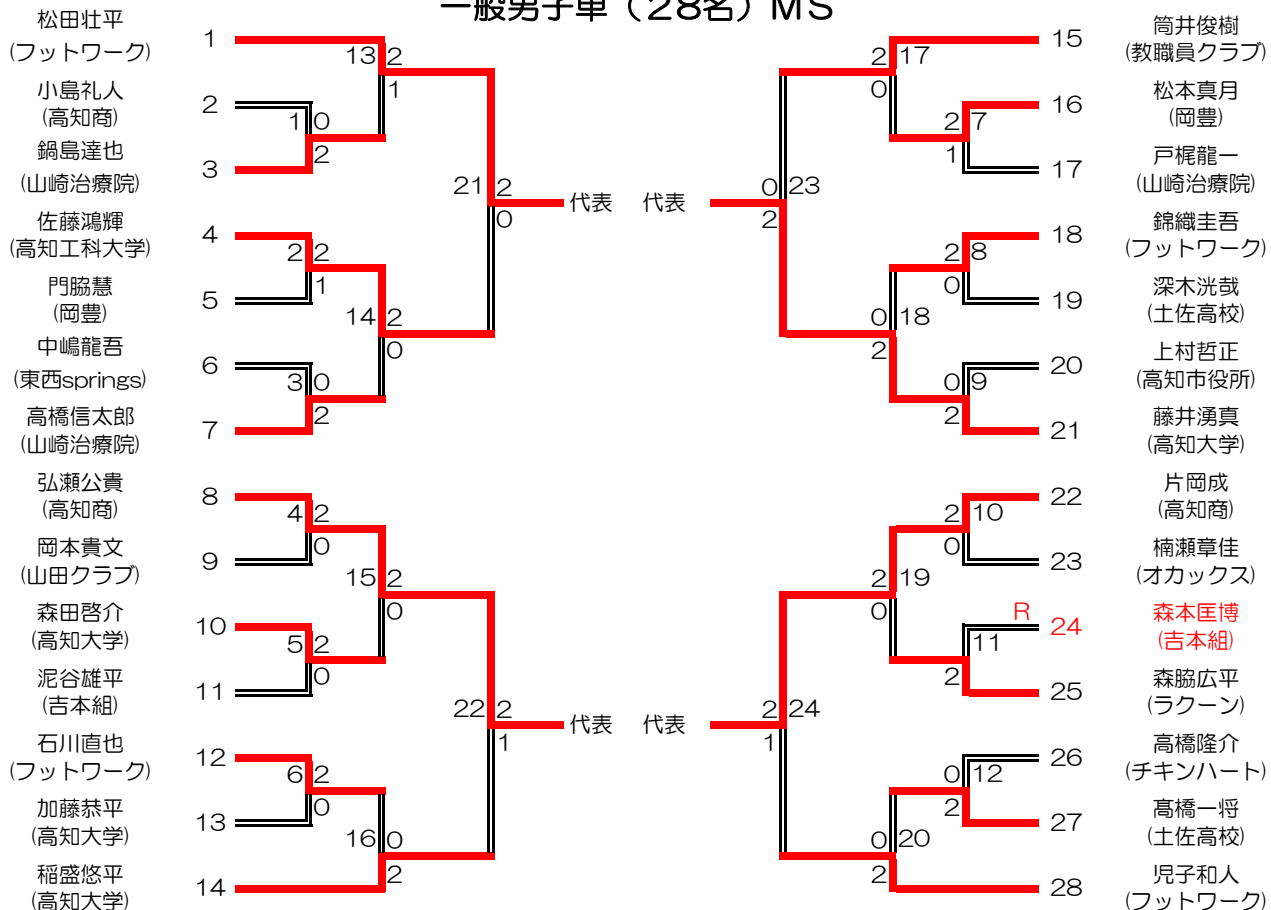 一般男子単（28名）MS
松田壮平
(フットワーク)
1
小島礼人
(高知商)
2
鍋島達也
(山崎治療院)
3
佐藤鴻輝
(高知工科大学)
4
門脇慧
(岡豊)
5
中嶋龍吾
(東西springs)
6
高橋信太郎
(山崎治療院)
7
弘瀬公貴
(高知商)
8
岡本貴文
(山田クラブ)
9
森田啓介
(高知大学)
10
泥谷雄平
(吉本組)
11
石川直也
(フットワーク)
12
加藤恭平
(高知大学)
13
稲盛悠平
(高知大学)
14
13 2
1
1 0
2
21 2
0
2 2
1
14 2
0
3 0
2
4 2
0
15 2
0
5 2
0
22 2
1
6 2
0
16 0
2
代表 代表
代表 代表
2 17
0
2 7
1
0 23
2
2 8
0
0 18
2
0 9
2
2 10
0
2 19
0
R
11
2
2 24
1
0 12
2
0 20
2
15
筒井俊樹
(教職員クラブ)
16
松本真月
(岡豊)
17
戸梶龍一
(山崎治療院)
18
錦織圭吾
(フットワーク)
19
深木洸哉
(土佐高校)
20
上村哲正
(高知市役所)
21
藤井湧真
(高知大学)
22
片岡成
(高知商)
23
楠瀬章佳
(オカックス)
24
森本匡博
(吉本組)
25
森脇広平
(ラクーン)
26
高橋隆介
(チキンハート)
27
髙橋一将
(土佐高校)
28
児子和人
(フットワーク)